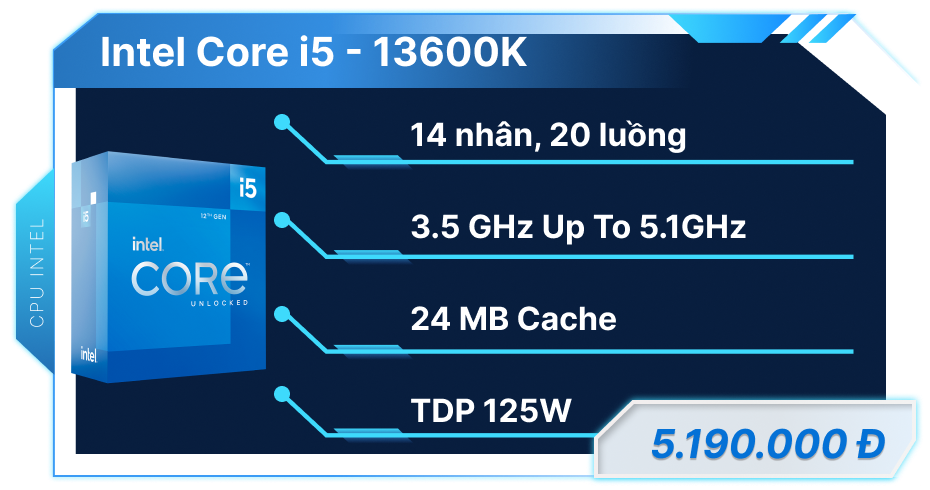 Intel Core i5 - 13600K
14 nhân, 20 luồng
i5
i5
12TH GEN
3.5 GHz Up To 5.1GHz
intel
CORE
UNLOCKED
CPU INTEL
24 MB Cache
intel
TDP 125W
5.190.000 Đ